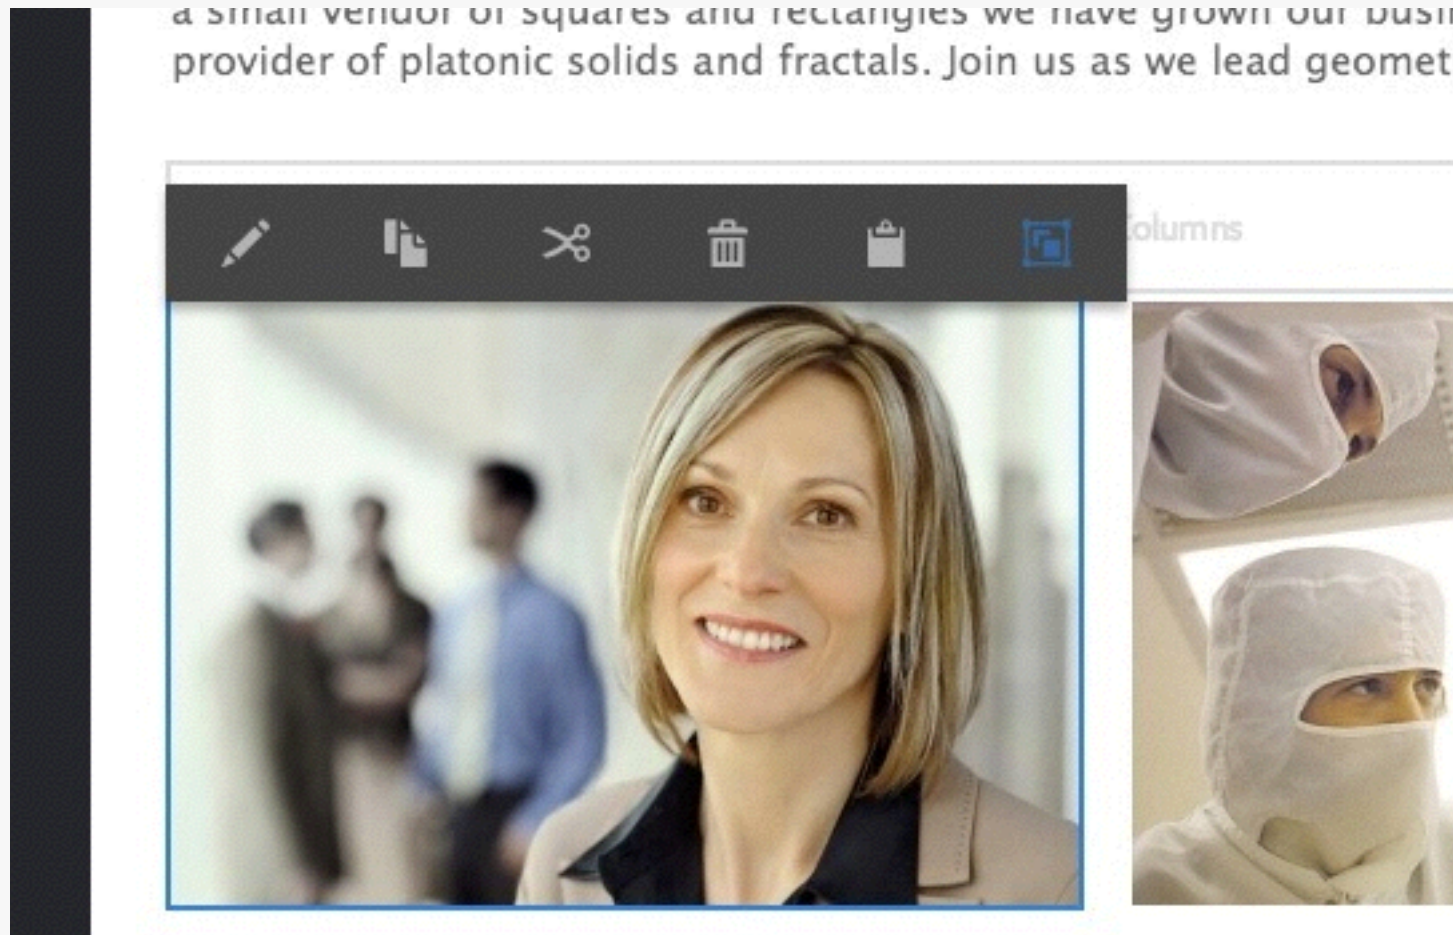 a small vendor of squares and rectangles we have grown our busi
provider of platonic solids and fractals. Join us as we lead geomet
Columns